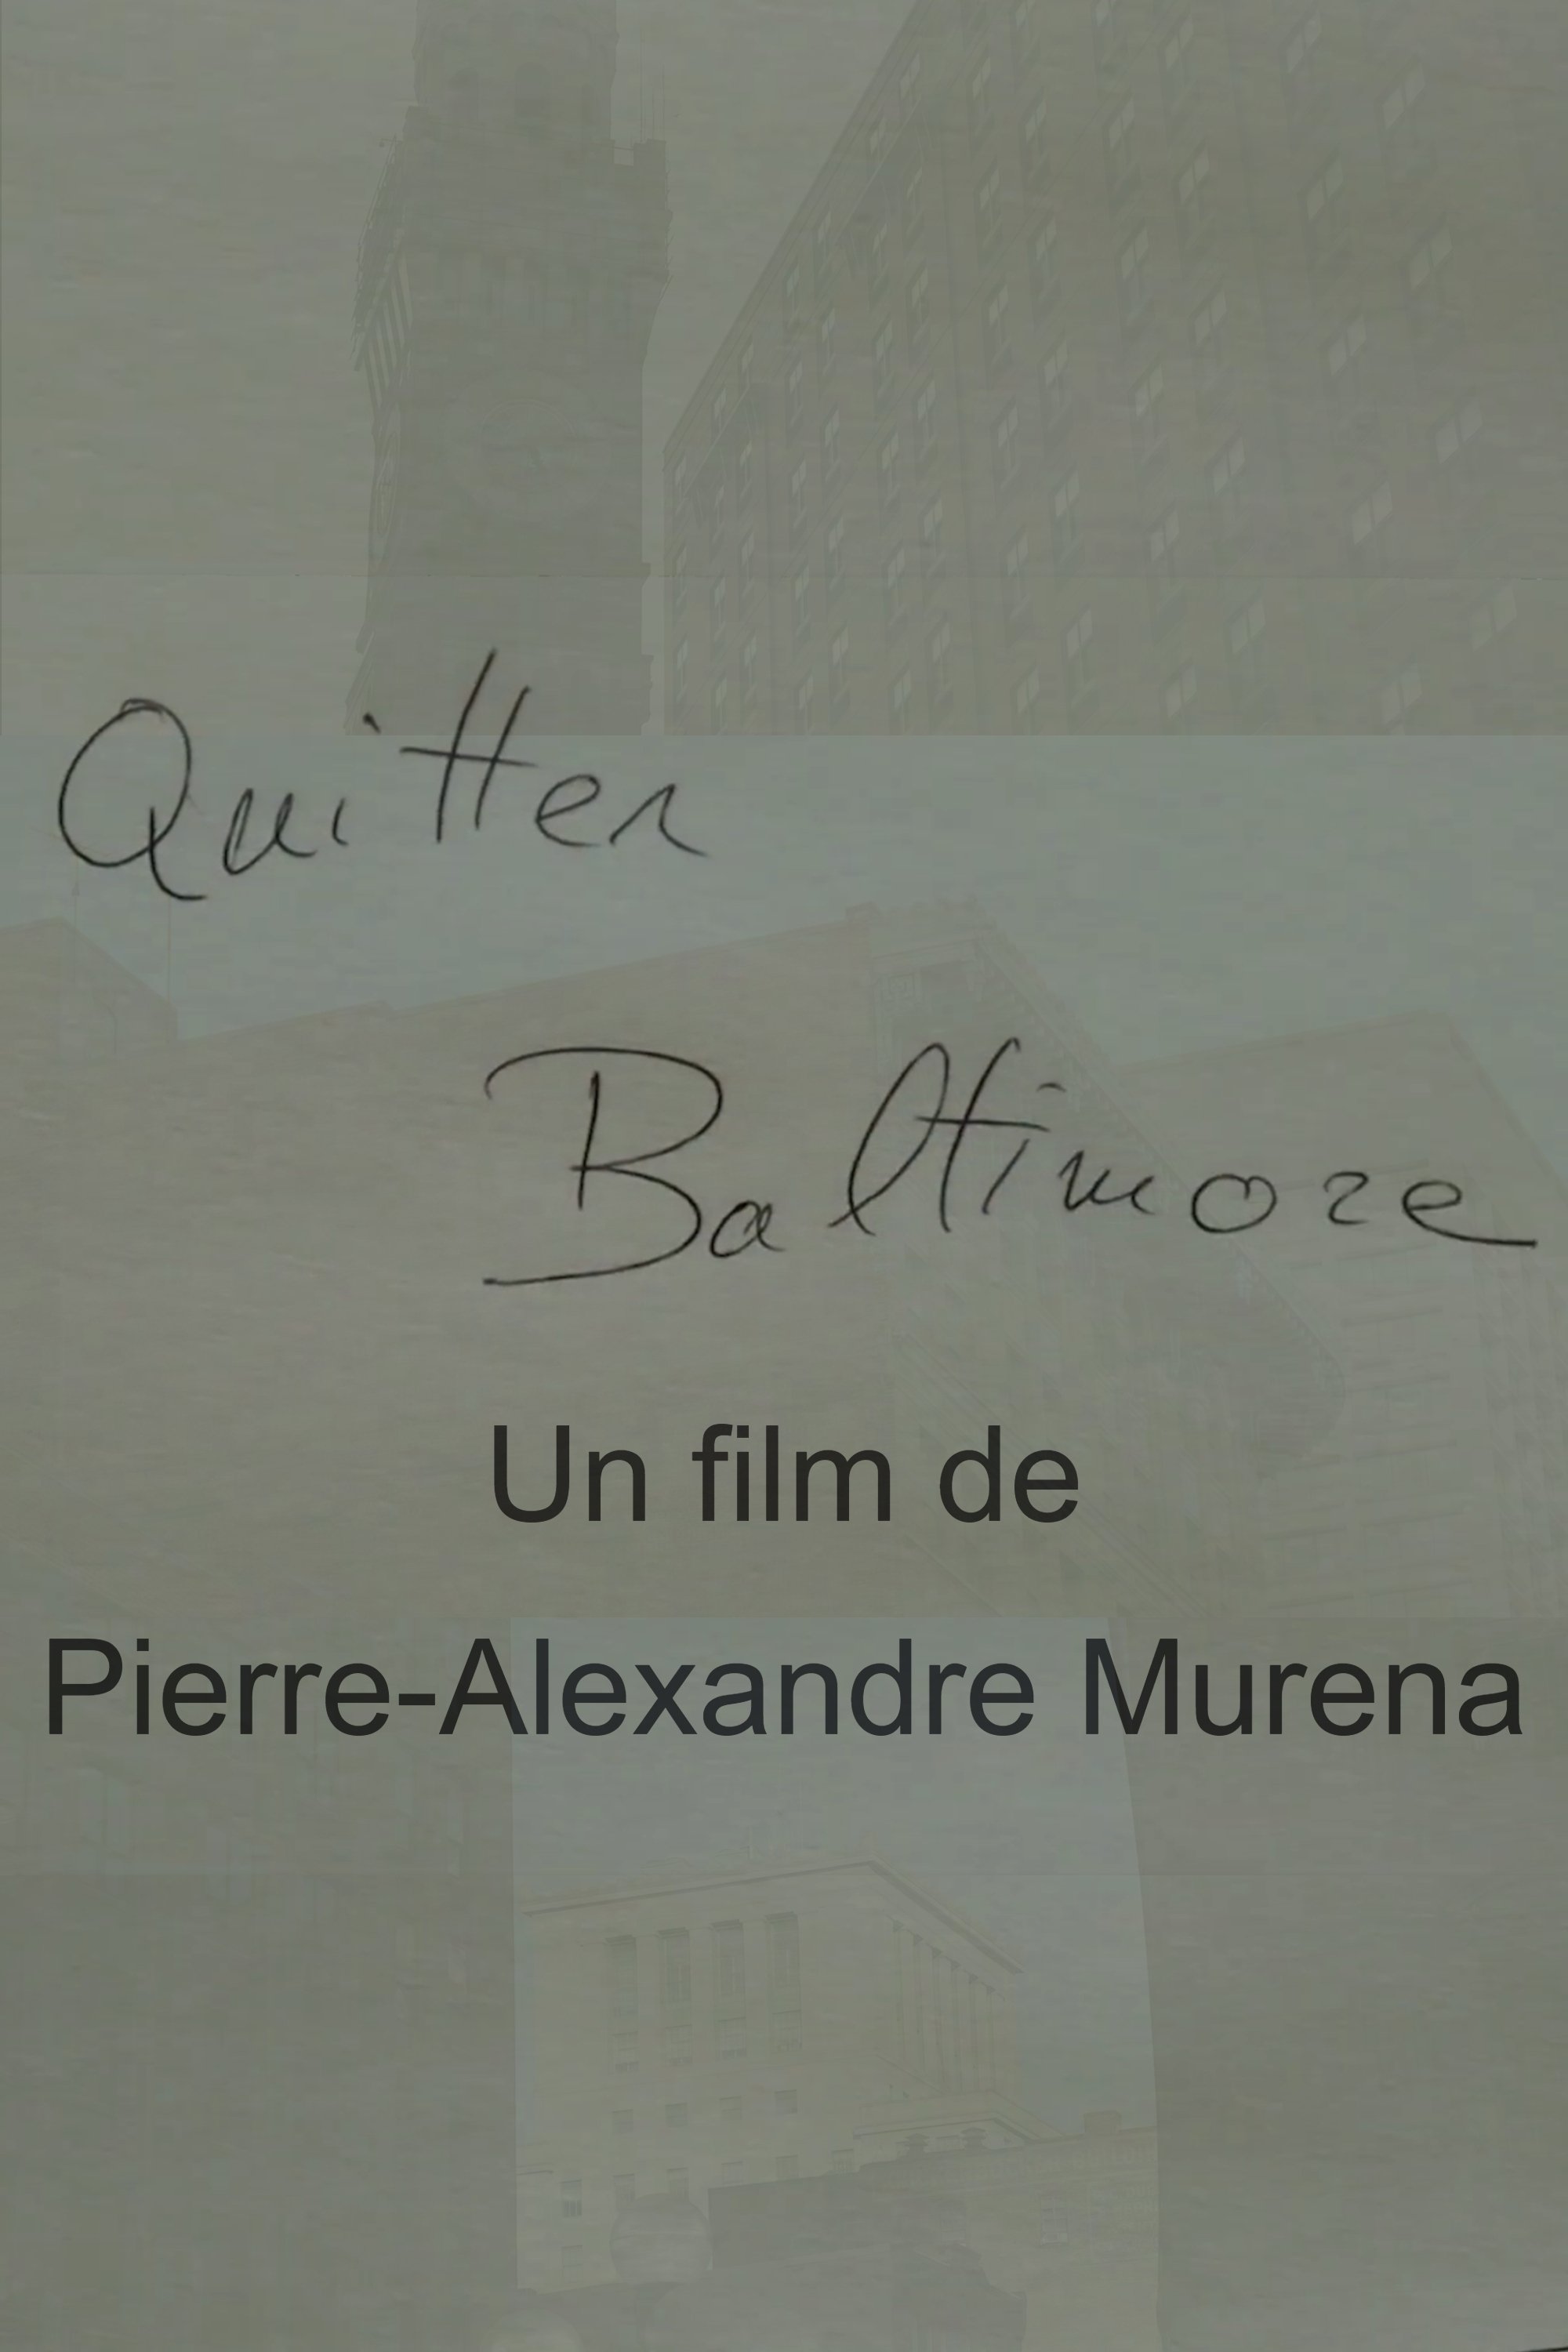 Quitter
Baltimore
Un film de
Pierre-Alexandre Murena